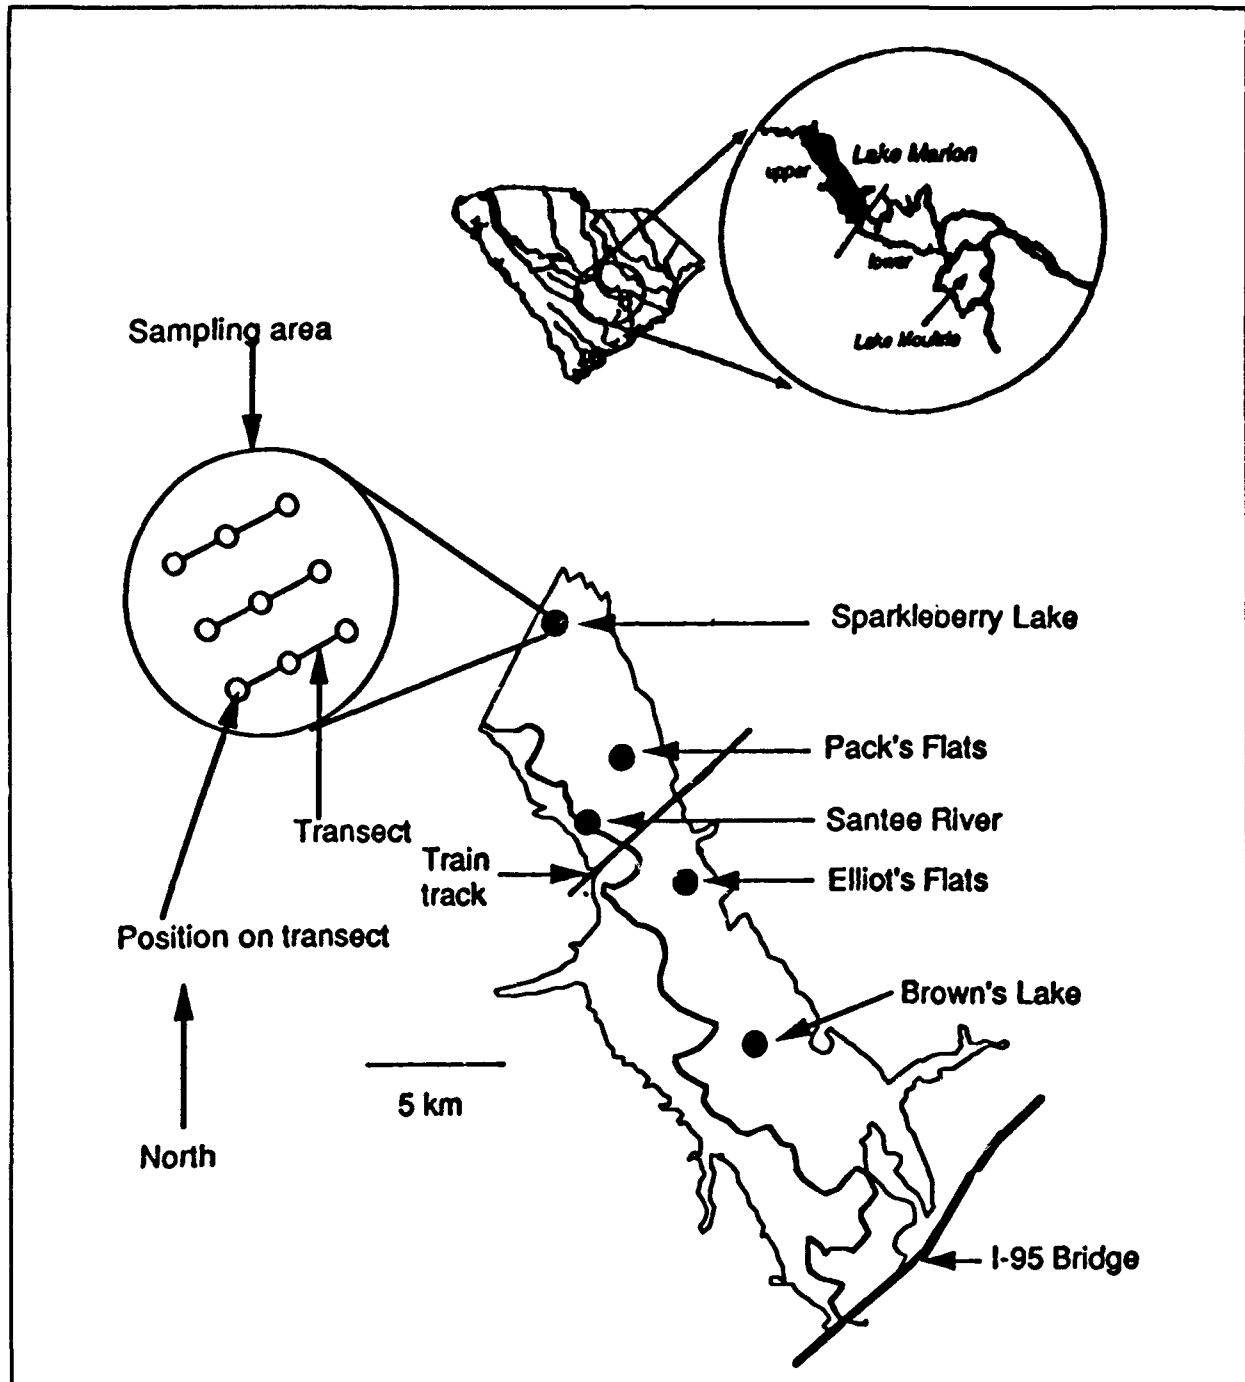 Lake Marion
upper
lower
Lake Moultrie
Sampling area
Sparkleberry Lake
Pack's Flats
Santee River
Transect
Train
track
Elliot's Flats
Position on transect
Brown's Lake
5 km
North
I-95 Bridge